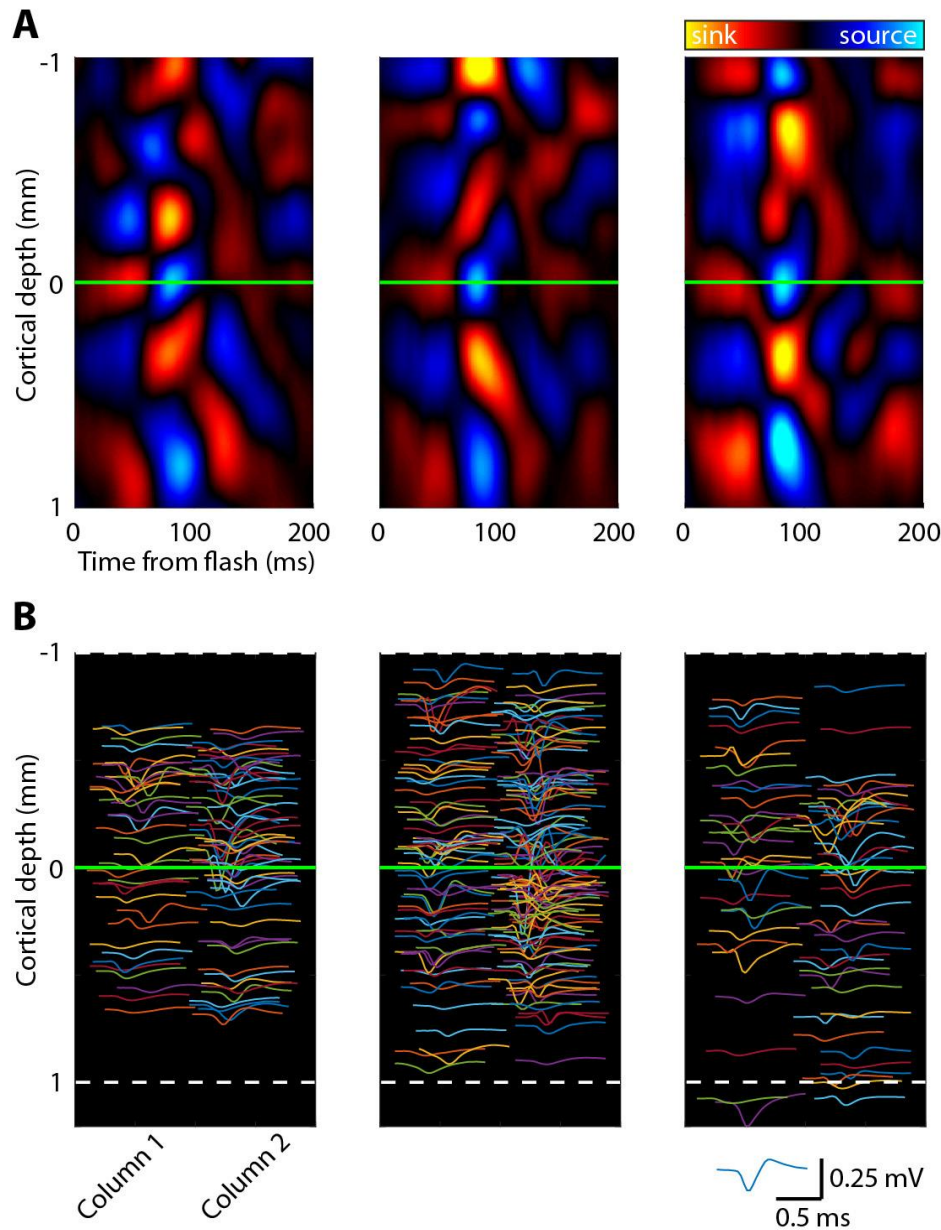 A
sink source
-1
0
1
Cortical depth (mm)
0 100 200
0 100 200
0 100 200
Time from flash (ms)
B
-1
0
1
Cortical depth (mm)
Column 1
Column 2
0.25 mV
0.5 ms